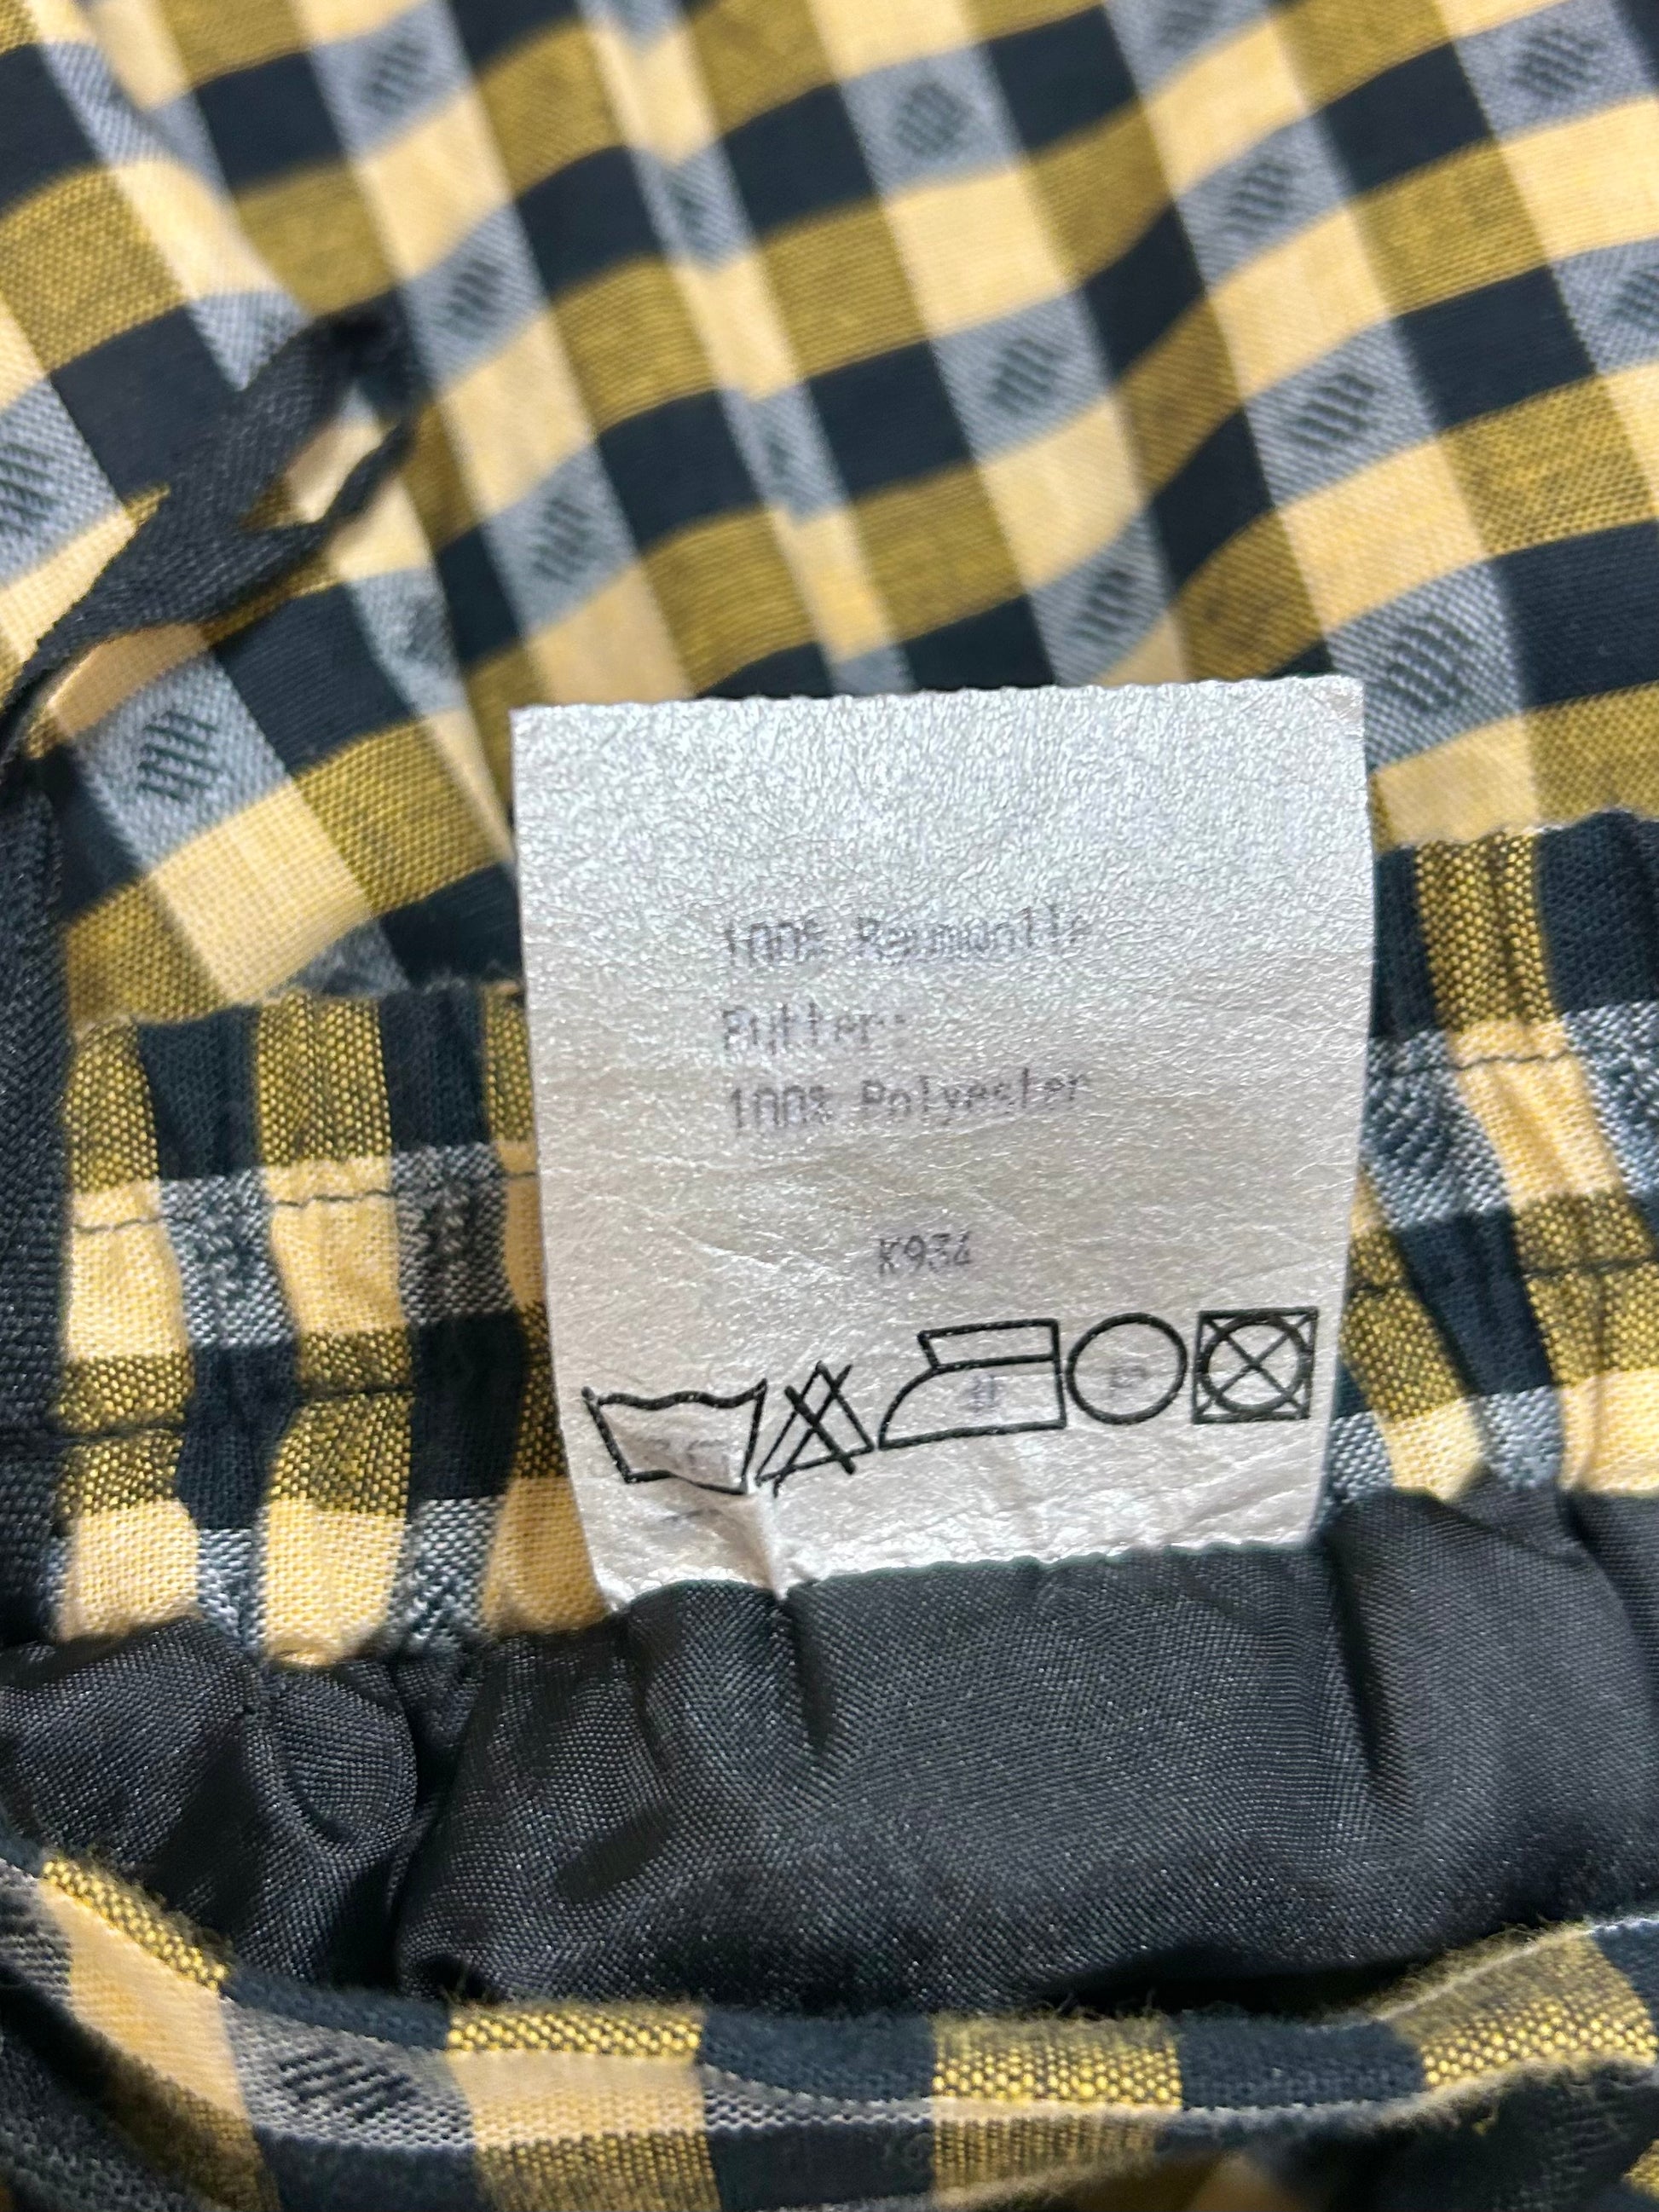 100% Baumwolle
Futter:
100% Polyester
K934
P